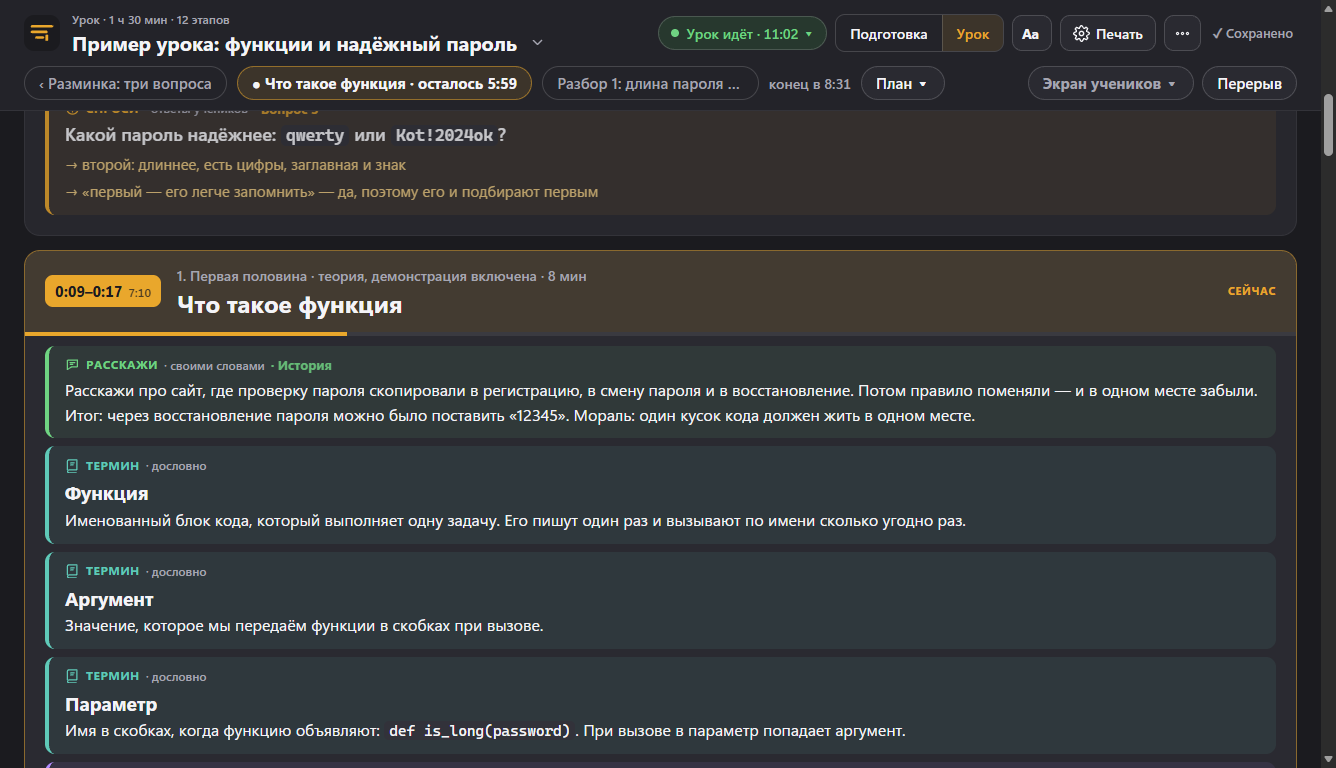 Урок · 1 ч 30 мин · 12 этапов
Пример урока: функции и надёжный пароль
Урок идёт · 11:02
Подготовка
Урок
Aa
Печать
✓ Сохранено
‹ Разминка: три вопроса
● Что такое функция · осталось 5:59
Разбор 1: длина пароля ...
конец в 8:31
План
Экран учеников
Перерыв
Какой пароль надёжнее: qwerty или Kot!2024ok?
→ второй: длиннее, есть цифры, заглавная и знак
→ «первый — его легче запомнить» — да, поэтому его и подбирают первым
0:09–0:17 7:10
1. Первая половина · теория, демонстрация включена · 8 мин
Что такое функция
СЕЙЧАС
РАССКАЖИ · своими словами · История
Расскажи про сайт, где проверку пароля скопировали в регистрацию, в смену пароля и в восстановление. Потом правило поменяли — и в одном месте забыли.
Итог: через восстановление пароля можно было поставить «12345». Мораль: один кусок кода должен жить в одном месте.
ТЕРМИН · дословно
Функция
Именованный блок кода, который выполняет одну задачу. Его пишут один раз и вызывают по имени сколько угодно раз.
ТЕРМИН · дословно
Аргумент
Значение, которое мы передаём функции в скобках при вызове.
ТЕРМИН · дословно
Параметр
Имя в скобках, когда функцию объявляют: def is_long(password). При вызове в параметр попадает аргумент.